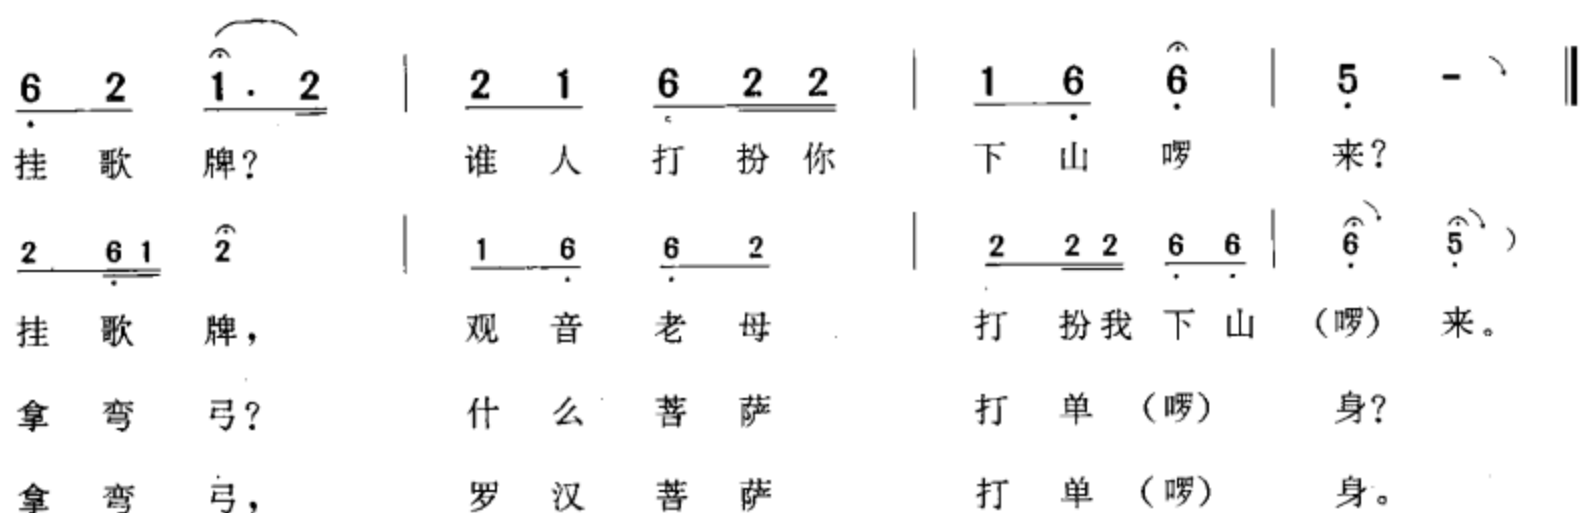 6 2 1 · 2 | 2 1 6 2 2 | 1 6 6 | 5 - ‖
挂 歌 牌? 谁 人 打 扮 你 下 山 啰 来?
2 6 1 2 | 1 6 6 2 | 2 2 2 6 6 | 6 5 )
挂 歌 牌, 观 音 老 母 打 扮 我 下 山 (啰) 来。
拿 弯 弓? 什 么 菩 萨 打 单 (啰) 身?
拿 弯 弓, 罗 汉 菩 萨 打 单 (啰) 身。